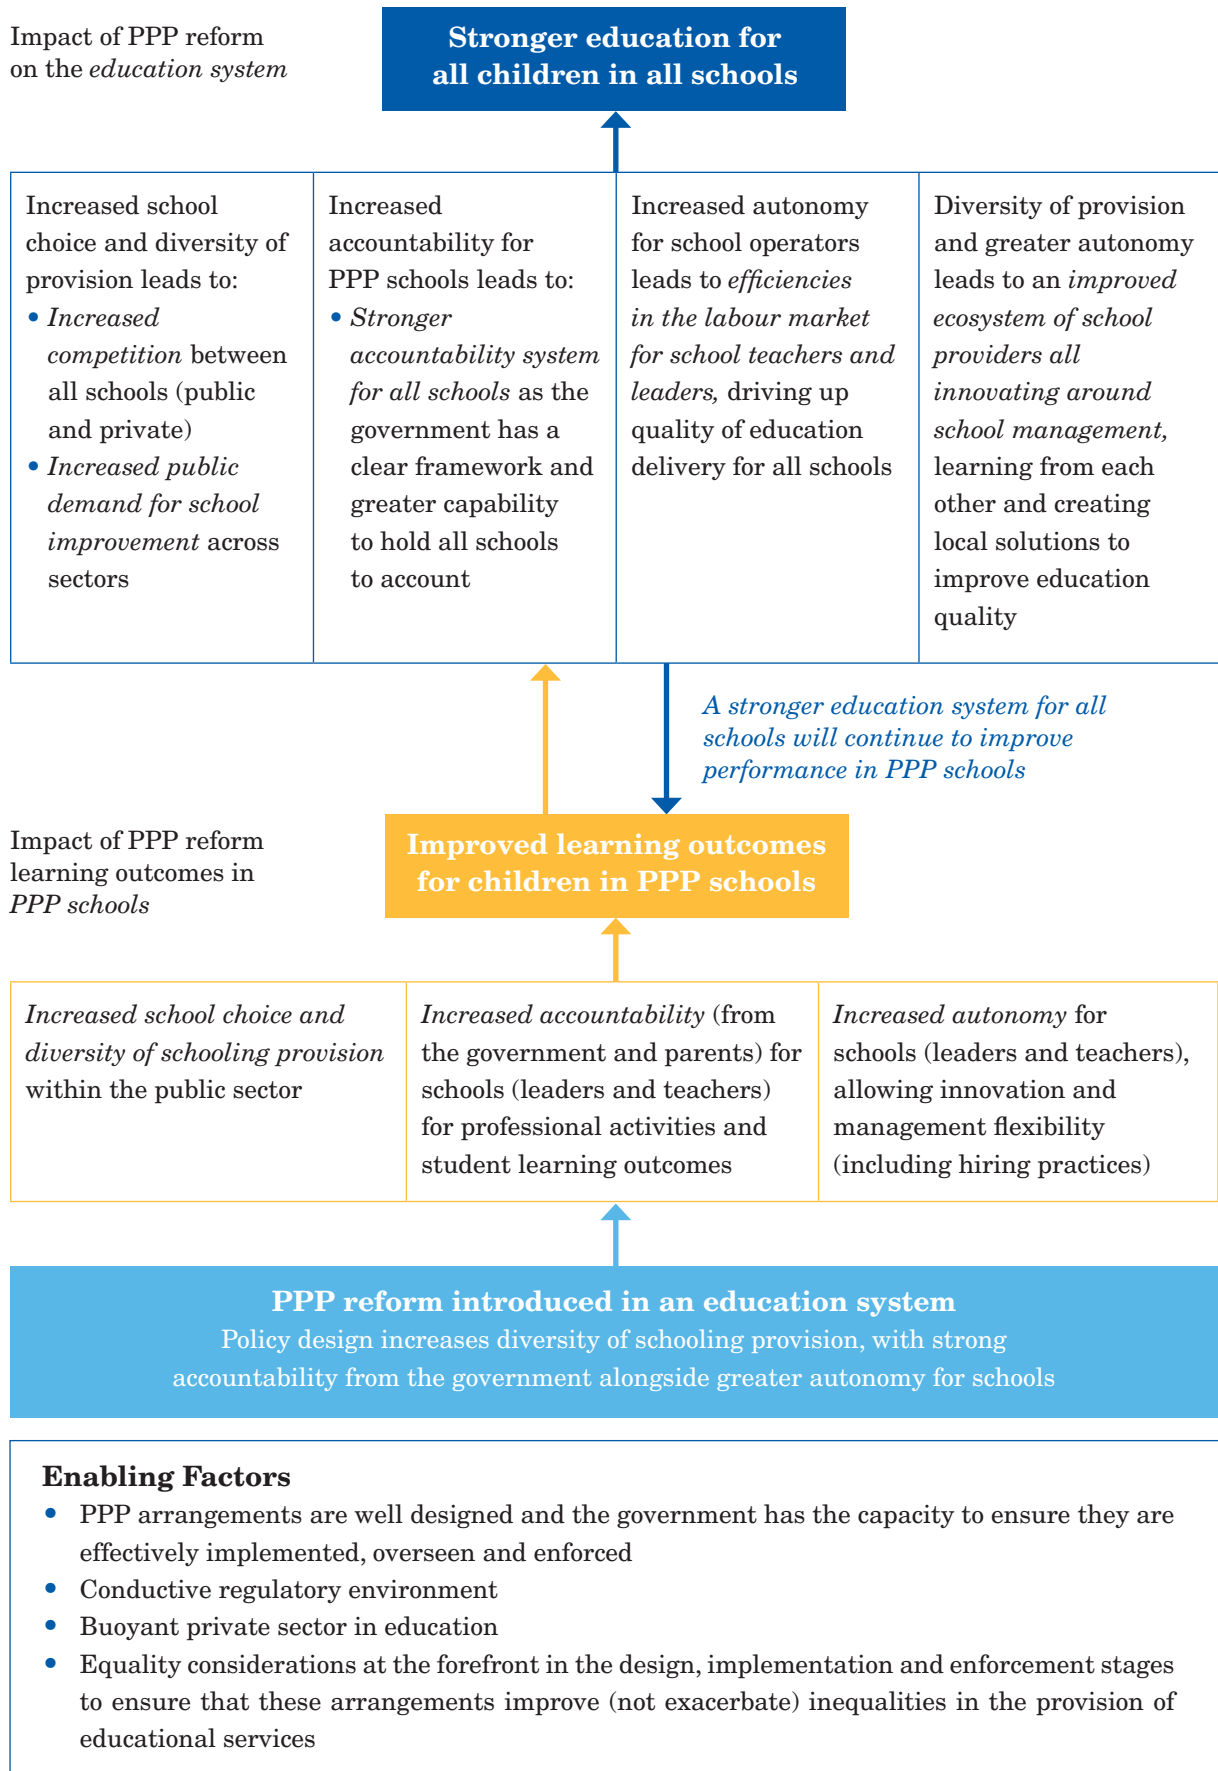 Impact of PPP reform
on the education system
Stronger education for
all children in all schools
Increased school
choice and diversity of
provision leads to:
• Increased
competition between
all schools (public
and private)
• Increased public
demand for school
improvement across
sectors
Increased
accountability for
PPP schools leads to:
• Stronger
accountability system
for all schools as the
government has a
clear framework and
greater capability
to hold all schools
to account
Increased autonomy
for school operators
leads to efficiencies
in the labour market
for school teachers and
leaders, driving up
quality of education
delivery for all schools
Diversity of provision
and greater autonomy
leads to an improved
ecosystem of school
providers all
innovating around
school management,
learning from each
other and creating
local solutions to
improve education
quality
A stronger education system for all
schools will continue to improve
performance in PPP schools
Impact of PPP reform
learning outcomes in
PPP schools
Improved learning outcomes
for children in PPP schools
Increased school choice and
diversity of schooling provision
within the public sector
Increased accountability (from
the government and parents) for
schools (leaders and teachers)
for professional activities and
student learning outcomes
Increased autonomy for
schools (leaders and teachers),
allowing innovation and
management flexibility
(including hiring practices)
PPP reform introduced in an education system
Policy design increases diversity of schooling provision, with strong
accountability from the government alongside greater autonomy for schools
Enabling Factors
• PPP arrangements are well designed and the government has the capacity to ensure they are
effectively implemented, overseen and enforced
• Conductive regulatory environment
• Buoyant private sector in education
• Equality considerations at the forefront in the design, implementation and enforcement stages
to ensure that these arrangements improve (not exacerbate) inequalities in the provision of
educational services